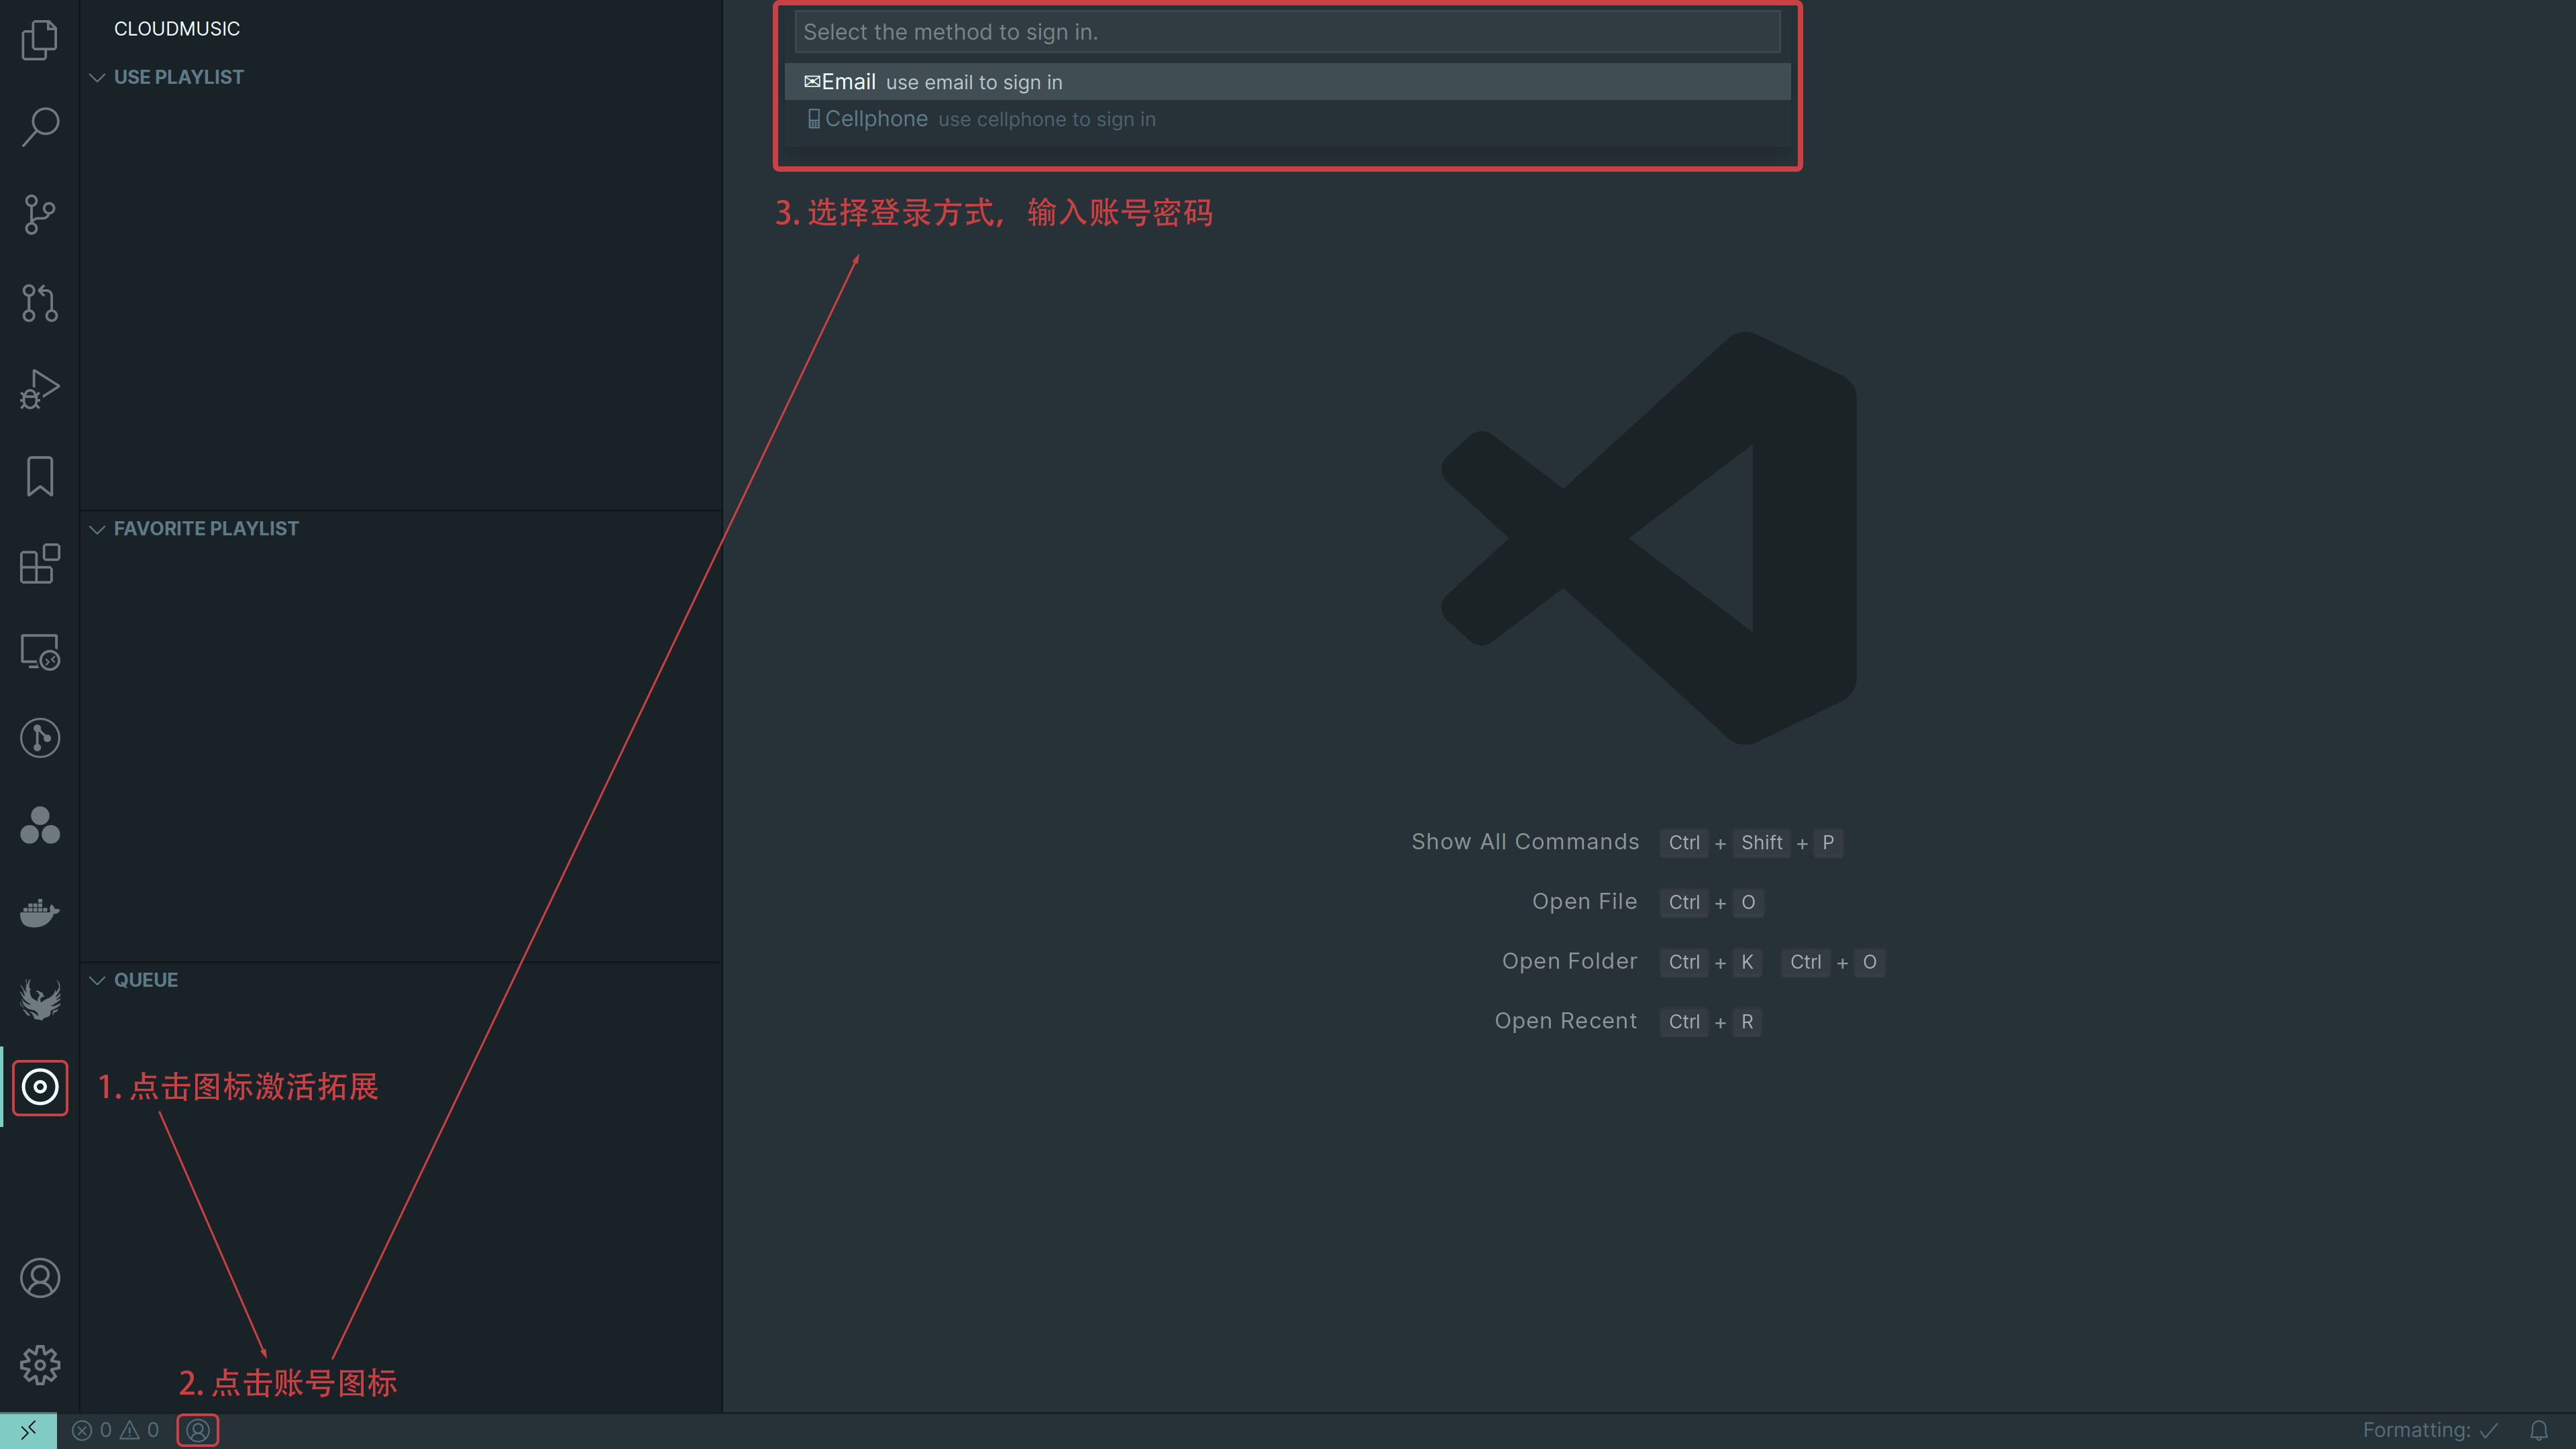 CLOUDMUSIC
USE PLAYLIST
FAVORITE PLAYLIST
QUEUE
1. 点击图标激活拓展
2. 点击账号图标
Select the method to sign in.
✉Email use email to sign in
Cellphone use cellphone to sign in
3. 选择登录方式，输入账号密码
Show All Commands Ctrl + Shift + P
Open File Ctrl + O
Open Folder Ctrl + K Ctrl + O
Open Recent Ctrl + R
0 0
Formatting: ✓